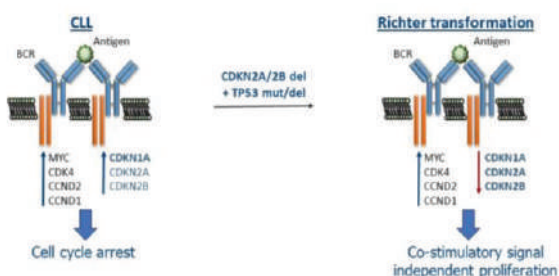 CLL
Antigen
BCR
MYC
CDK4
CCND2
CCND1
CDKN1A
CDKN2A
CDKN2B
Cell cycle arrest
CDKN2A/2B del
+ TP53 mut/del
Richter transformation
Antigen
BCR
MYC
CDK4
CCND2
CCND1
CDKN1A
CDKN2A
CDKN2B
Co-stimulatory signal
independent proliferation